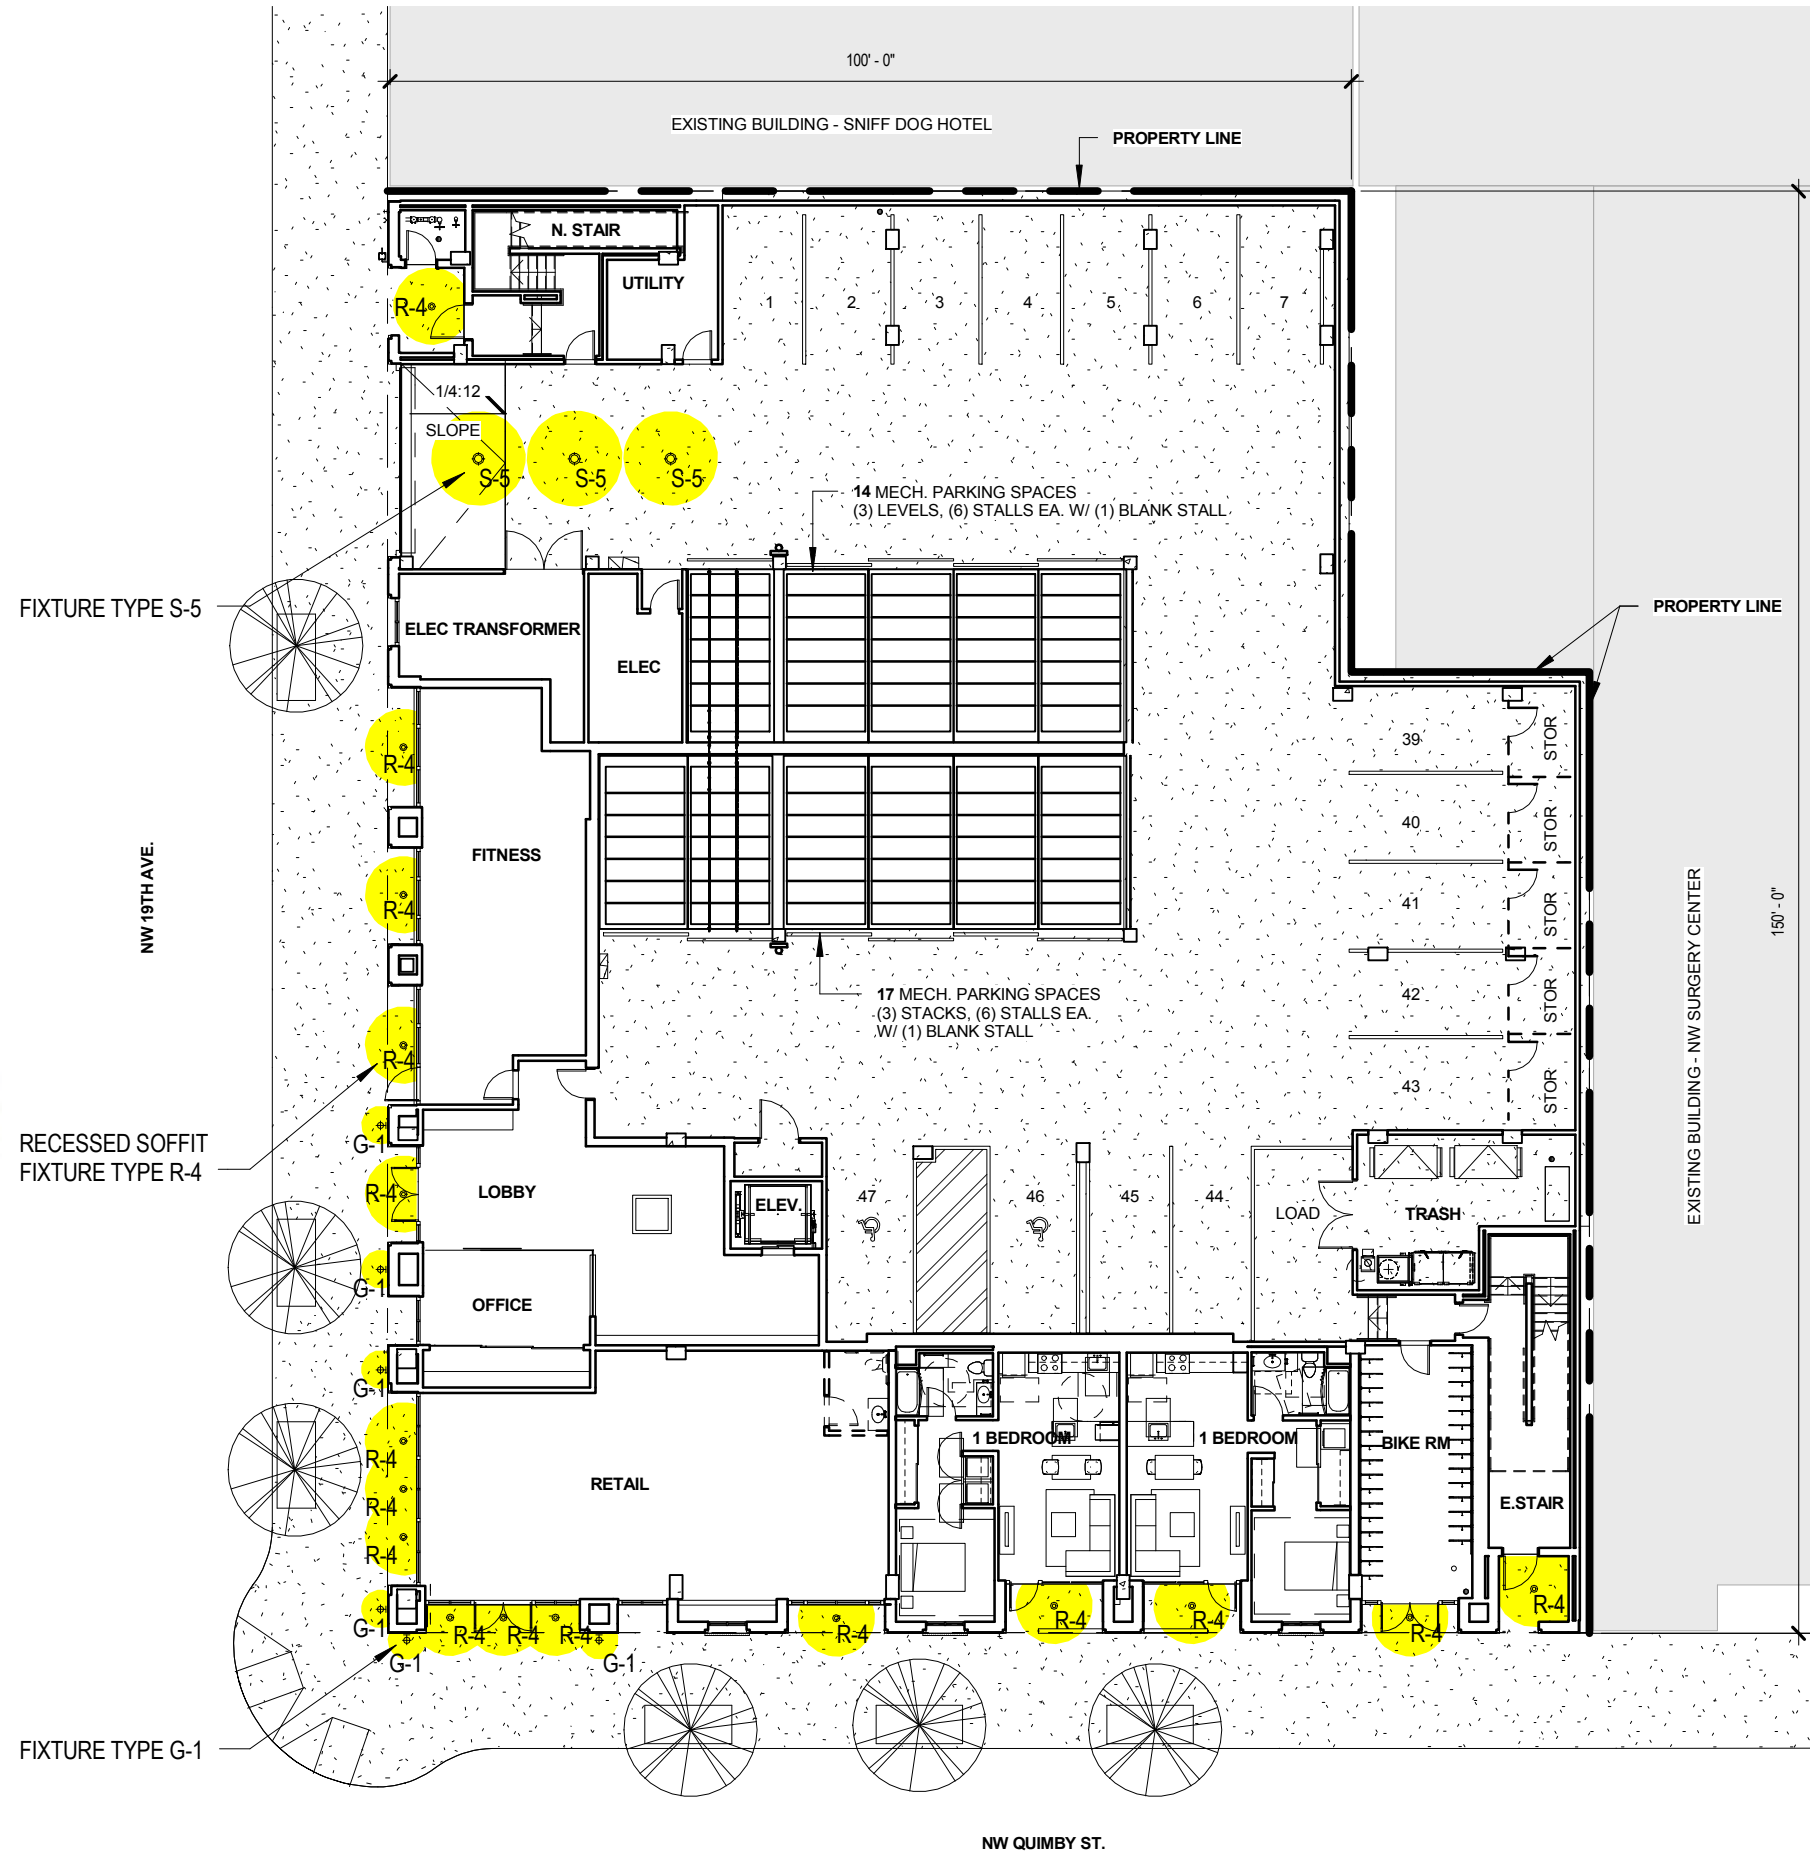 100' - 0"
EXISTING BUILDING - SNIFF DOG HOTEL
PROPERTY LINE
N. STAIR
UTILITY
R-4
1
2
3
4
5
6
7
1/4:12
SLOPE
S-5
S-5
S-5
14 MECH. PARKING SPACES
(3) LEVELS, (6) STALLS EA. W/ (1) BLANK STALL
FIXTURE TYPE S-5
PROPERTY LINE
ELEC TRANSFORMER
ELEC
R-4
39
STOR
40
STOR
FITNESS
NW 19TH AVE.
R-4
41
STOR
EXISTING BUILDING - NW SURGERY CENTER
150' - 0"
17 MECH. PARKING SPACES
(3) STACKS, (6) STALLS EA.
W/ (1) BLANK STALL
42
STOR
R-4
43
STOR
RECESSED SOFFIT
FIXTURE TYPE R-4
G-1
R-4
LOBBY
ELEV.
47
46
45
44
LOAD
TRASH
G-1
OFFICE
G-1
R-4
R-4
R-4
RETAIL
1 BEDROOM
1 BEDROOM
BIKE RM
E.STAIR
G-1
R-4
R-4
R-4
R-4
R-4
R-4
R-4
R-4
G-1
G-1
FIXTURE TYPE G-1
NW QUIMBY ST.